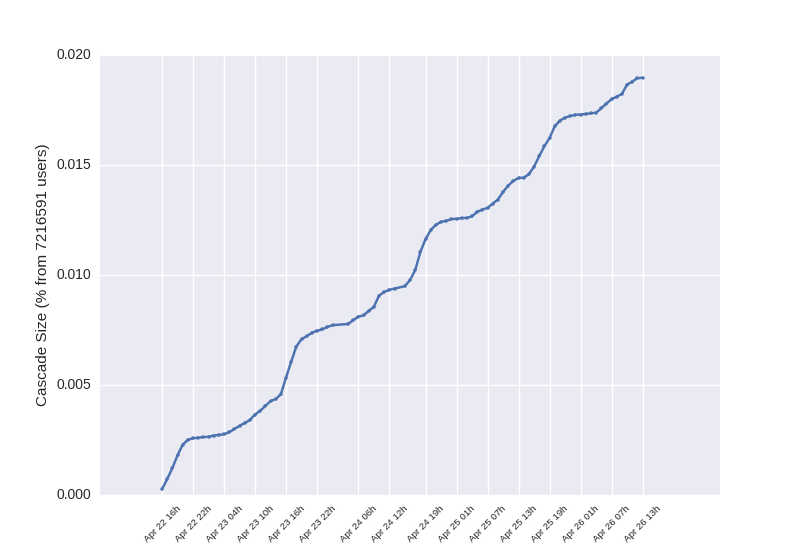 0.020
0.015
0.010
0.005
0.000
Cascade Size (% from 7216591 users)
Apr 22 16h
Apr 22 22h
Apr 23 04h
Apr 23 10h
Apr 23 16h
Apr 23 22h
Apr 24 06h
Apr 24 12h
Apr 24 19h
Apr 25 01h
Apr 25 07h
Apr 25 13h
Apr 25 19h
Apr 26 01h
Apr 26 07h
Apr 26 13h